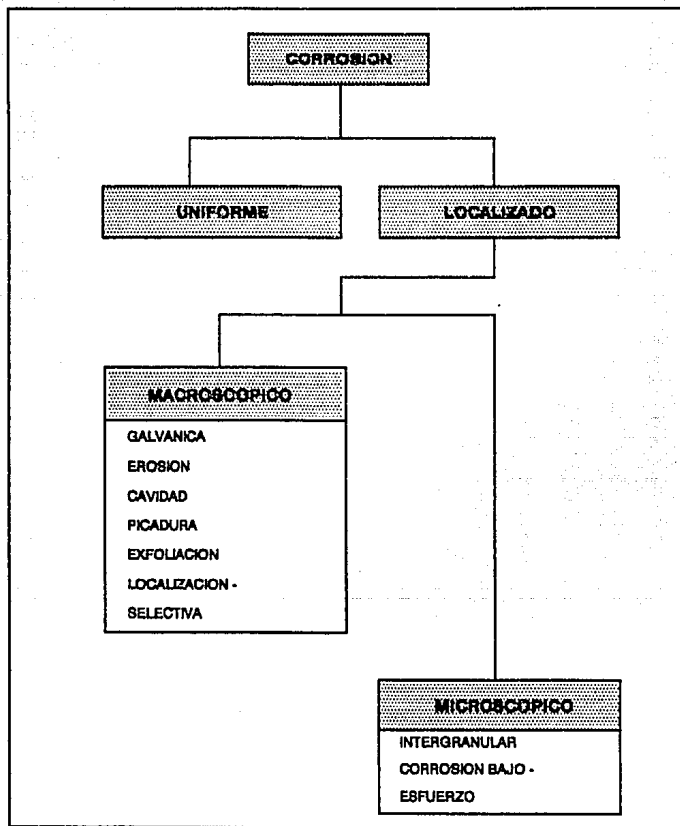 CORROSION
UNIFORME
LOCALIZADO
MACROSCOPICO
GALVANICA
EROSION
CAVIDAD
PICADURA
EXFOLIACION
LOCALIZACION -
SELECTIVA
MICROSCOPICO
INTERGRANULAR
CORROSION BAJO -
ESFUERZO